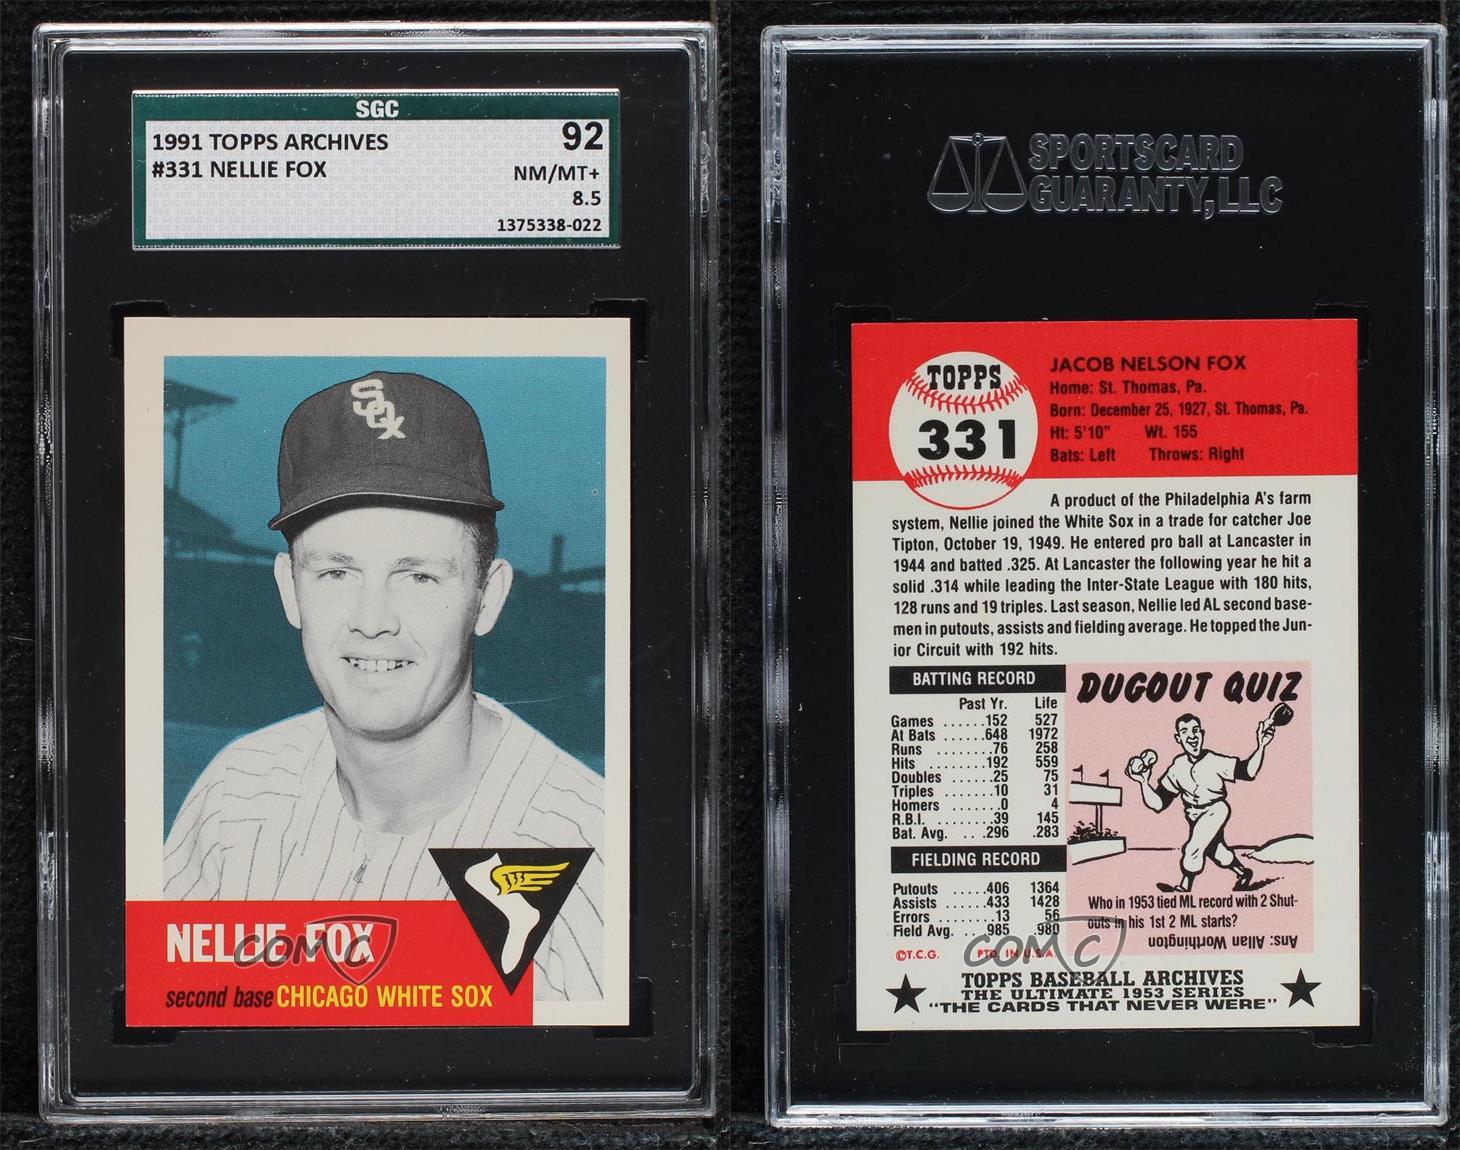 SGC
1991 TOPPS ARCHIVES
#331 NELLIE FOX
92
NM/MT+
8.5
1375338-022
SOX
NELLIE FOX
second base CHICAGO WHITE SOX
COMC
SPORTSCARD
GUARANTY, LLC
TOPPS
331
JACOB NELSON FOX
Home: St. Thomas, Pa.
Born: December 25, 1927, St. Thomas, Pa.
Ht: 5'10" Wt. 155
Bats: Left Throws: Right
A product of the Philadelphia A's farm
system, Nellie joined the White Sox in a trade for catcher Joe
Tipton, October 19, 1949. He entered pro ball at Lancaster in
1944 and batted .325. At Lancaster the following year he hit a
solid .314 while leading the Inter-State League with 180 hits,
128 runs and 19 triples. Last season, Nellie led AL second base-
men in putouts, assists and fielding average. He topped the Jun-
ior Circuit with 192 hits.
BATTING RECORD
Past Yr. Life
Games ......152 527
At Bats .....648 1972
Runs .......76 258
Hits .......192 559
Doubles .....25 75
Triples ......10 31
Homers .......0 4
R.B.I. .......39 145
Bat. Avg. ...296 .283
FIELDING RECORD
Putouts .....406 1364
Assists .....433 1428
Errors .......13 56
Field Avg. ..985 .980
DUGOUT QUIZ
Who in 1953 tied ML record with 2 Shut-
outs in his 1st 2 ML starts?
Ans: Allan Worthington
©T.C.G. PTD. IN U.S.A.
COMC
TOPPS BASEBALL ARCHIVES
THE ULTIMATE 1953 SERIES
"THE CARDS THAT NEVER WERE"